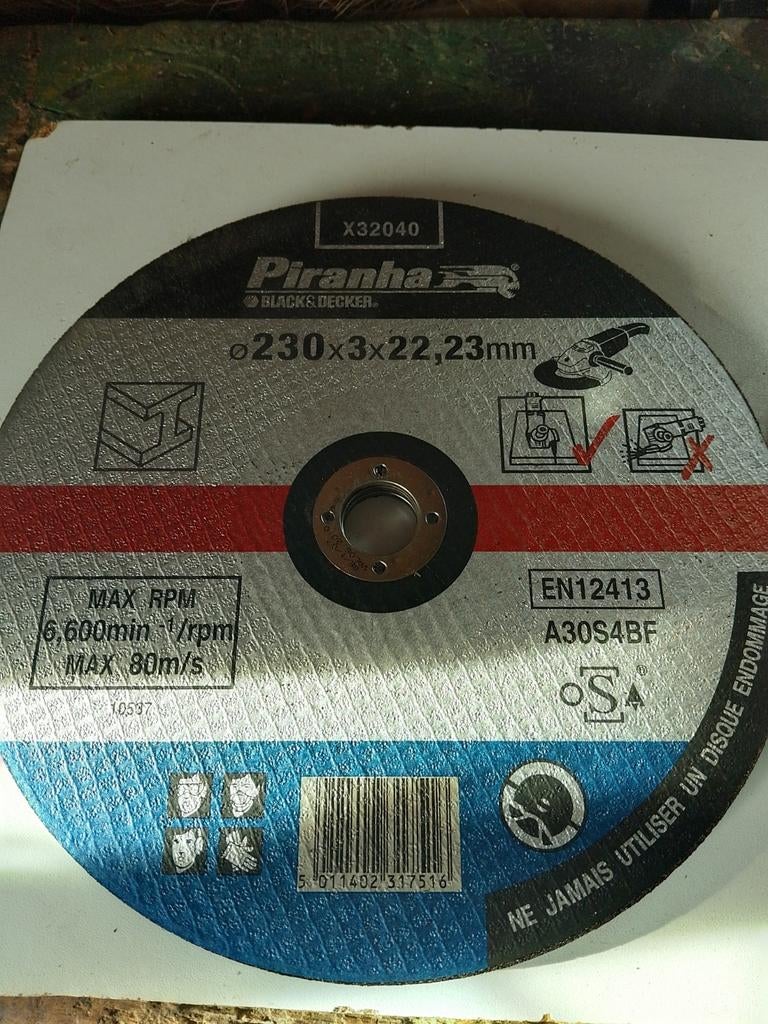 X32040
Piranha
BLACK & DECKER®
ø230x3x22,23mm
MAX RPM
6,600min⁻¹/rpm
MAX 80m/s
10537
EN12413
A30S4BF
oSa®
NE JAMAIS UTILISER UN DISQUE ENDOMMAGE
5 011402 317516